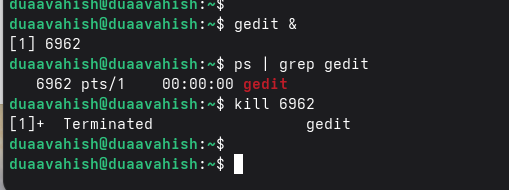 duaavahish@duaavahish:~$
duaavahish@duaavahish:~$ gedit &
[1] 6962
duaavahish@duaavahish:~$ ps | grep gedit
   6962 pts/1    00:00:00 gedit
duaavahish@duaavahish:~$ kill 6962
[1]+  Terminated                 gedit
duaavahish@duaavahish:~$
duaavahish@duaavahish:~$